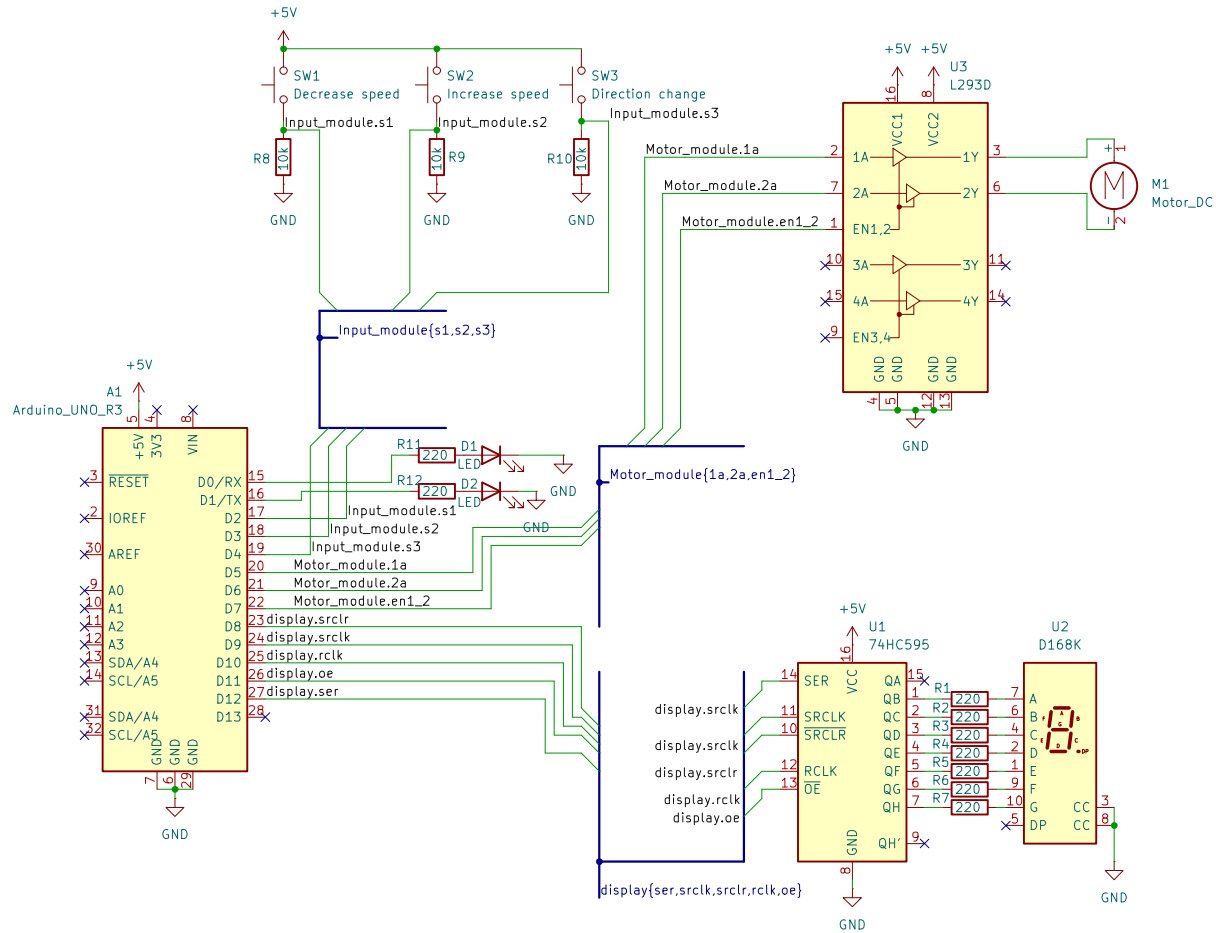 +5V
SW1
Decrease speed
SW2
Increase speed
SW3
Direction change
Input_module.s1
Input_module.s2
Input_module.s3
R8
10k
R9
10k
R10
10k
GND
GND
GND
+5V
+5V
U3
L293D
16
8
VCC1
VCC2
Motor_module.1a
2
1A
1Y
3
Motor_module.2a
7
2A
2Y
6
Motor_module.en1_2
1
EN1,2
10
3A
3Y
11
15
4A
4Y
14
9
EN3,4
GND
GND
GND
GND
4
5
12
13
GND
+
1
M
-
2
M1
Motor_DC
Input_module{s1,s2,s3}
+5V
A1
Arduino_UNO_R3
5
4
8
+5V
3V3
VIN
3
RESET
2
IOREF
30
AREF
9
A0
10
A1
11
A2
12
A3
13
SDA/A4
14
SCL/A5
31
SDA/A4
32
SCL/A5
D0/RX
15
D1/TX
16
D2
17
D3
18
D4
19
D5
20
D6
21
D7
22
D8
23
D9
24
D10
25
D11
26
D12
27
D13
28
GND
GND
GND
7
6
29
GND
R11
220
D1
LED
GND
R12
220
D2
LED
GND
Input_module.s1
Input_module.s2
Input_module.s3
Motor_module.1a
Motor_module.2a
Motor_module.en1_2
display.srclr
display.srclk
display.rclk
display.oe
display.ser
Motor_module{1a,2a,en1_2}
display.srclk
display.srclk
display.srclr
display.rclk
display.oe
display{ser,srclk,srclr,rclk,oe}
+5V
U1
74HC595
16
VCC
14
SER
11
SRCLK
10
SRCLR
12
RCLK
13
OE
QA
15
QB
1
QC
2
QD
3
QE
4
QF
5
QG
6
QH
7
QH'
9
GND
8
GND
R1
220
R2
220
R3
220
R4
220
R5
220
R6
220
R7
220
U2
D168K
7
A
6
B
4
C
2
D
1
E
9
F
10
G
5
DP
A
F
B
G
E
C
D
DP
CC
3
CC
8
GND